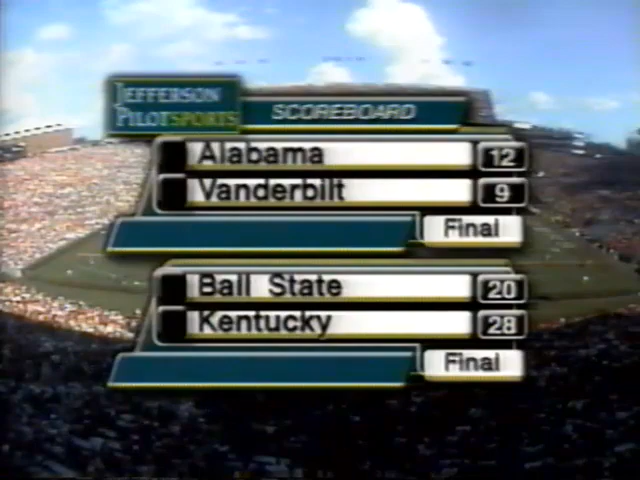 JEFFERSON
PILOTSPORTS
SCOREBOARD
Alabama 12
Vanderbilt 9
Final
Ball State 20
Kentucky 28
Final